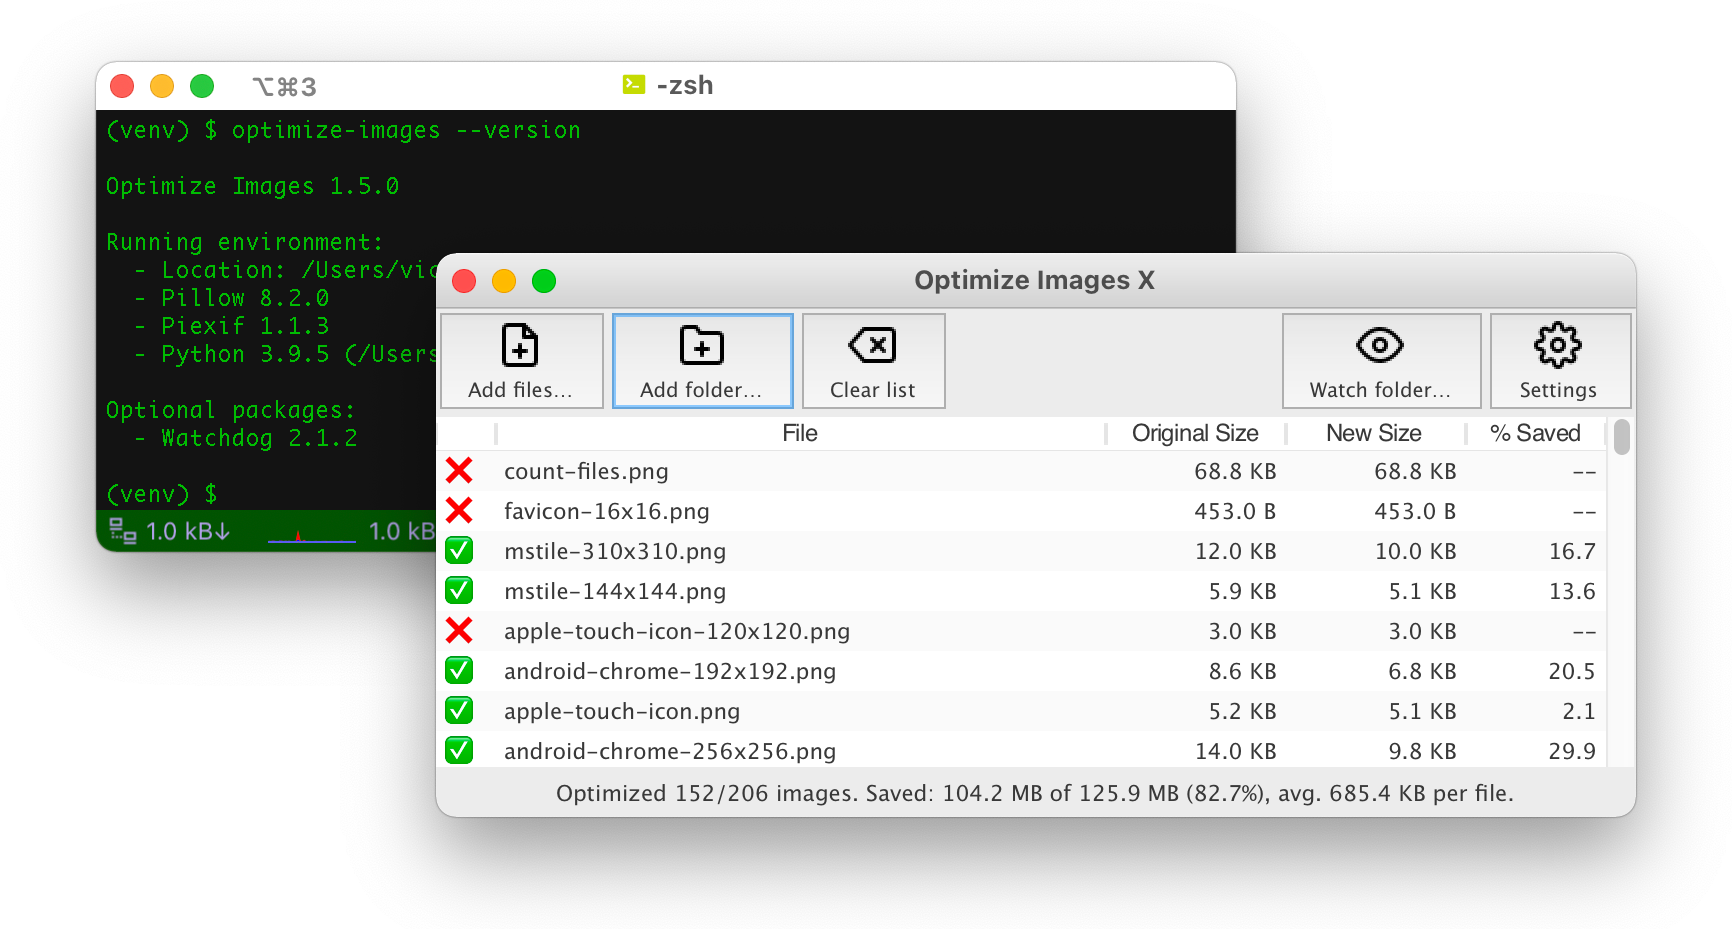 ⌥⌘3
-zsh
(venv) $ optimize-images --version
Optimize Images 1.5.0
Running environment:
- Location:
- Pillow 8.2.0
- Piexif 1.1.3
- Python 3.9.5
Optional packages:
- Watchdog 2.1.2
(venv) $
1.0 kB↓ 1.0 kB
Optimize Images X
Add files... Add folder... Clear list Watch folder... Settings
File Original Size New Size % Saved
count-files.png 68.8 KB 68.8 KB --
favicon-16x16.png 453.0 B 453.0 B --
mstile-310x310.png 12.0 KB 10.0 KB 16.7
mstile-144x144.png 5.9 KB 5.1 KB 13.6
apple-touch-icon-120x120.png 3.0 KB 3.0 KB --
android-chrome-192x192.png 8.6 KB 6.8 KB 20.5
apple-touch-icon.png 5.2 KB 5.1 KB 2.1
android-chrome-256x256.png 14.0 KB 9.8 KB 29.9
Optimized 152/206 images. Saved: 104.2 MB of 125.9 MB (82.7%), avg. 685.4 KB per file.